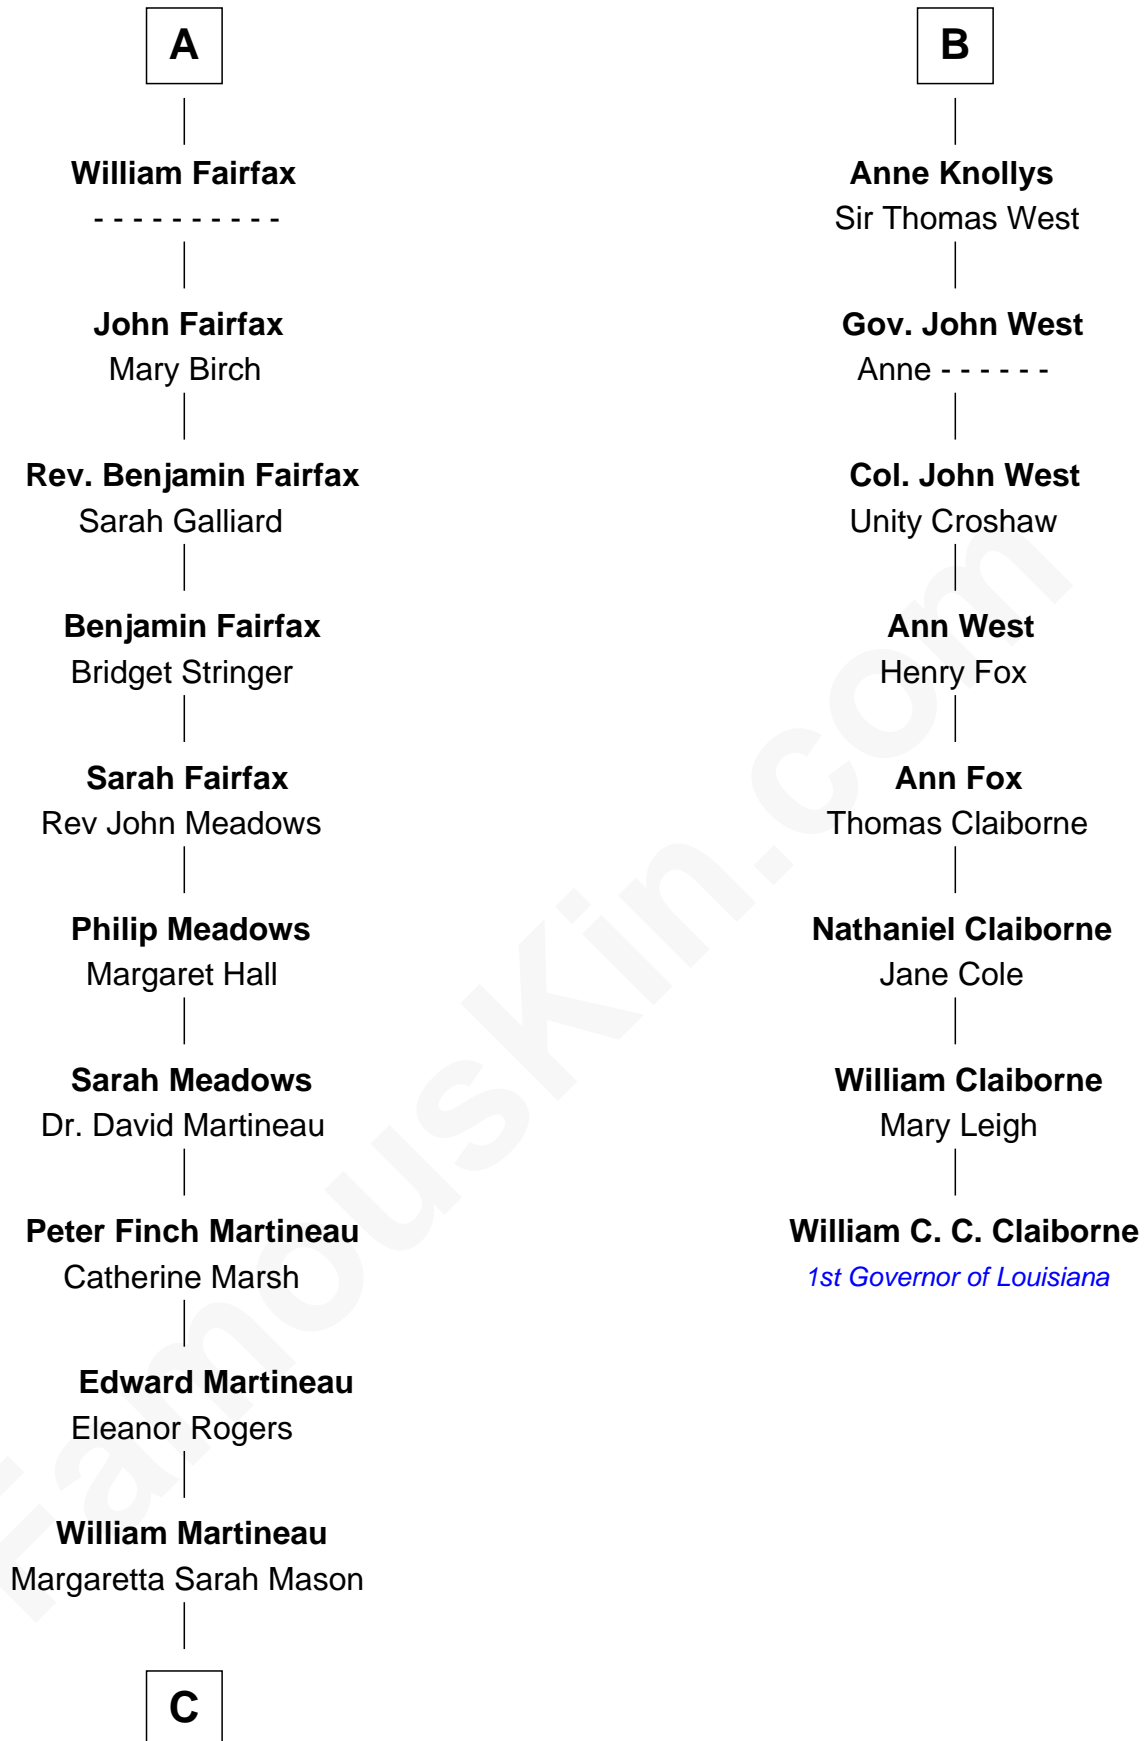 A
William Fairfax
- - - - - - - - - -
John Fairfax
Mary Birch
Rev. Benjamin Fairfax
Sarah Galliard
Benjamin Fairfax
Bridget Stringer
Sarah Fairfax
Rev John Meadows
Philip Meadows
Margaret Hall
Sarah Meadows
Dr. David Martineau
Peter Finch Martineau
Catherine Marsh
Edward Martineau
Eleanor Rogers
William Martineau
Margaretta Sarah Mason
C
B
Anne Knollys
Sir Thomas West
Gov. John West
Anne - - - - - -
Col. John West
Unity Croshaw
Ann West
Henry Fox
Ann Fox
Thomas Claiborne
Nathaniel Claiborne
Jane Cole
William Claiborne
Mary Leigh
William C. C. Claiborne
1st Governor of Louisiana
FamousKin.com